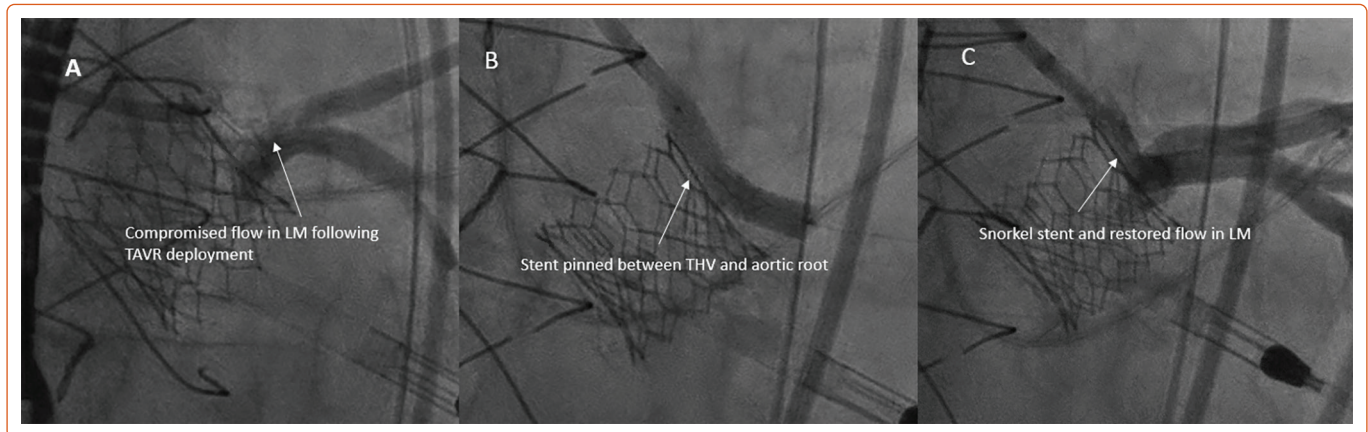 A
Compromised flow in LM following
TAVR deployment
B
Stent pinned between THV and aortic root
C
Snorkel stent and restored flow in LM